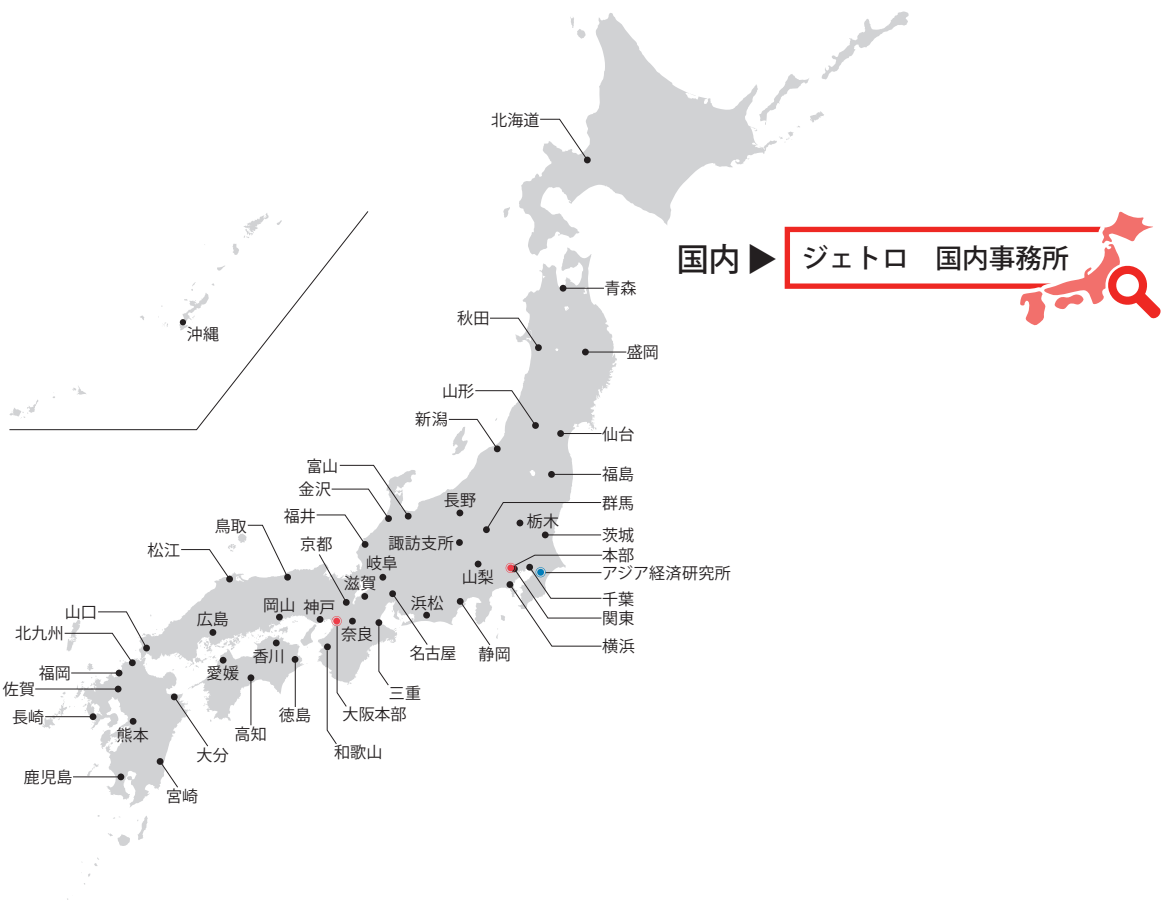 北海道
国内▶
ジェトロ　国内事務所
青森
秋田
沖縄
盛岡
山形
新潟
仙台
富山
福島
金沢
長野
群馬
福井
栃木
鳥取
京都
諏訪支所
茨城
松江
本部
岐阜
アジア経済研究所
滋賀
山梨
千葉
山口
岡山
神戸
浜松
広島
関東
北九州
奈良
横浜
名古屋
静岡
香川
福岡
愛媛
佐賀
三重
長崎
徳島
大阪本部
熊本
高知
大分
和歌山
鹿児島
宮崎